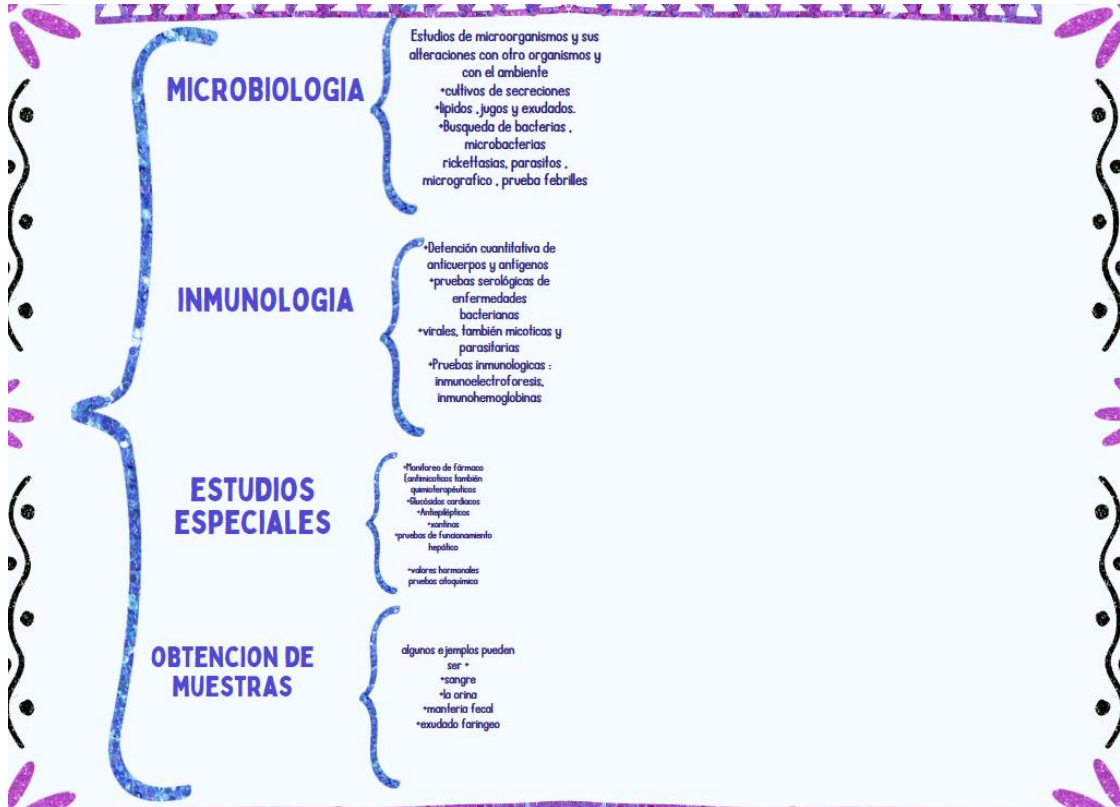 MICROBIOLOGIA
Estudios de microorganismos y sus
alteraciones con otro organismos y
con el ambiente
+cultivos de secreciones
+lipidos ,jugos y exudados.
+Busqueda de bacterias ,
microbacterias
rickettasias, parasitos ,
micrografico , prueba febrilles
INMUNOLOGIA
+Detención cuantitativa de
anticuerpos y antígenos
+pruebas serológicas de
enfermedades
bacterianas
+virales, también micoticas y
parasitarias
+Pruebas inmunologicas :
inmunoelectroforesis,
inmunohemoglobinas
ESTUDIOS
ESPECIALES
+Monitoreo de fármaco
(antimicoticos también
quimioterapéuticos
+Glucósidos cardiacos
+Antiepilépticos
+xantinas
+pruebas de funcionamiento
hepático
+valores hormonales
pruebas citoquímica
OBTENCION DE
MUESTRAS
algunos ejemplos pueden
ser +
+sangre
+la orina
+manteria fecal
+exudado faringeo